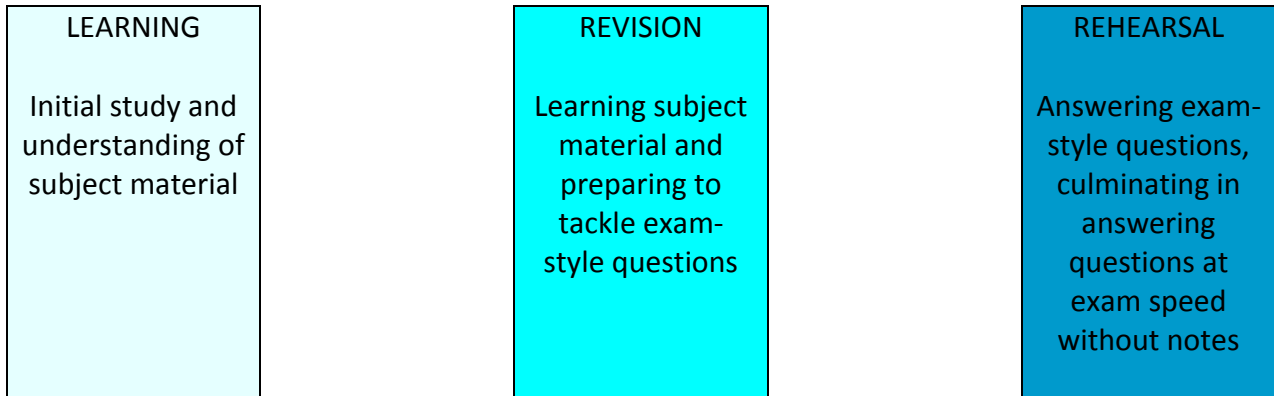 LEARNING
Initial study and
understanding of
subject material
REVISION
Learning subject
material and
preparing to
tackle exam-
style questions
REHEARSAL
Answering exam-
style questions,
culminating in
answering
questions at
exam speed
without notes